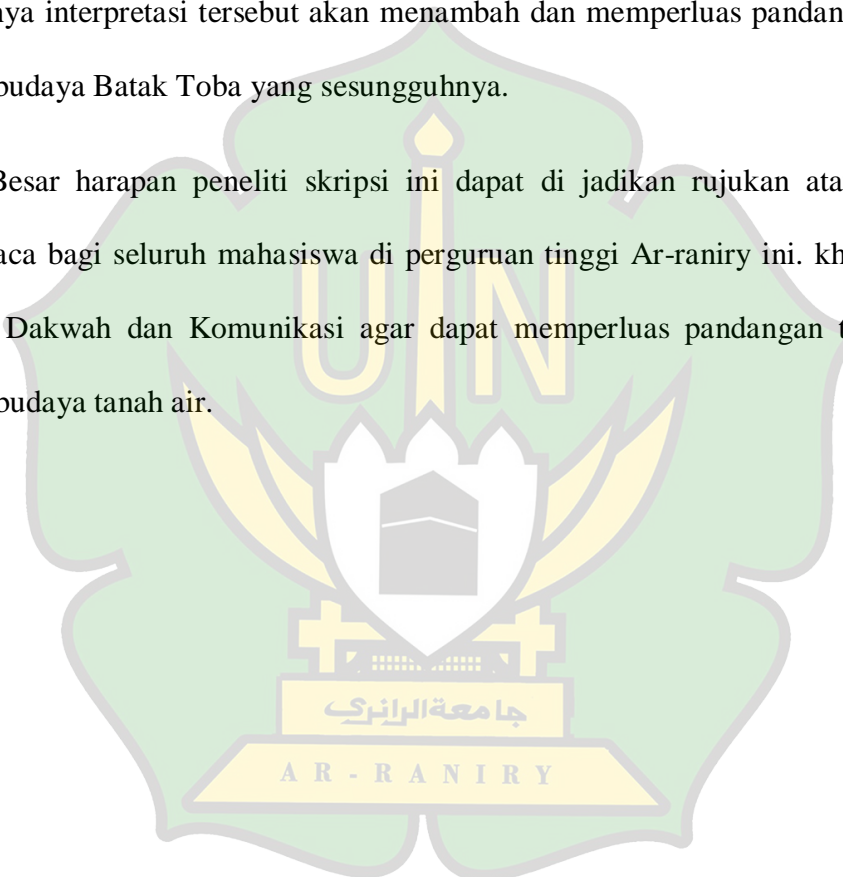 nya interpretasi tersebut akan menambah dan memperluas pandan
budaya Batak Toba yang sesungguhnya.
Besar harapan peneliti skripsi ini dapat di jadikan rujukan ata
aca bagi seluruh mahasiswa di perguruan tinggi Ar-raniry ini. kh
Dakwah dan Komunikasi agar dapat memperluas pandangan t
budaya tanah air.
UIN
جامعة الرانري
AR-RANIRY